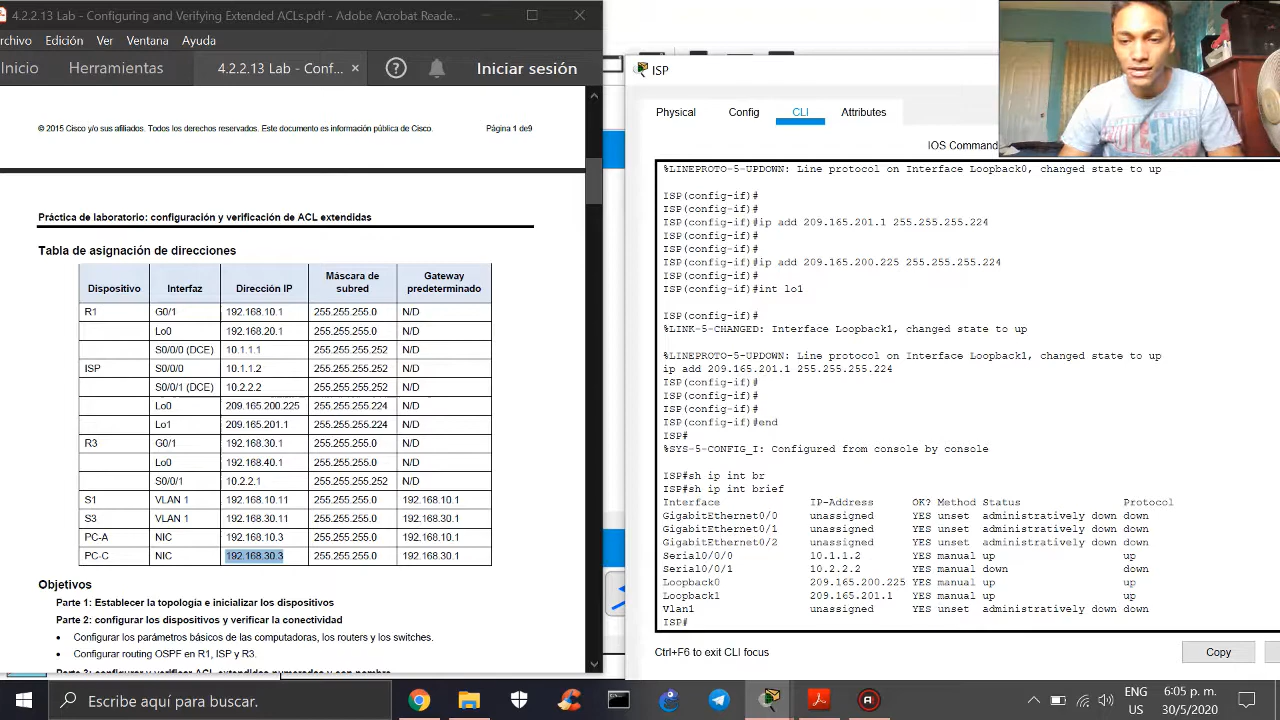 4.2.2.13 Lab - Configuring and Verifying Extended ACLs.pdf - Adobe Acrobat Reade...
Archivo Edición Ver Ventana Ayuda
Inicio Herramientas 4.2.2.13 Lab - Conf... × ? Iniciar sesión
© 2015 Cisco y/o sus afiliados. Todos los derechos reservados. Este documento es información pública de Cisco. Página 1 de9
Práctica de laboratorio: configuración y verificación de ACL extendidas
Tabla de asignación de direcciones
Dispositivo Interfaz Dirección IP Máscara de subred Gateway predeterminado
R1 G0/1 192.168.10.1 255.255.255.0 N/D
Lo0 192.168.20.1 255.255.255.0 N/D
S0/0/0 (DCE) 10.1.1.1 255.255.255.252 N/D
ISP S0/0/0 10.1.1.2 255.255.255.252 N/D
S0/0/1 (DCE) 10.2.2.2 255.255.255.252 N/D
Lo0 209.165.200.225 255.255.255.224 N/D
Lo1 209.165.201.1 255.255.255.224 N/D
R3 G0/1 192.168.30.1 255.255.255.0 N/D
Lo0 192.168.40.1 255.255.255.0 N/D
S0/0/1 10.2.2.1 255.255.255.252 N/D
S1 VLAN 1 192.168.10.11 255.255.255.0 192.168.10.1
S3 VLAN 1 192.168.30.11 255.255.255.0 192.168.30.1
PC-A NIC 192.168.10.3 255.255.255.0 192.168.10.1
PC-C NIC 192.168.30.3 255.255.255.0 192.168.30.1
Objetivos
Parte 1: Establecer la topología e inicializar los dispositivos
Parte 2: configurar los dispositivos y verificar la conectividad
• Configurar los parámetros básicos de las computadoras, los routers y los switches.
• Configurar routing OSPF en R1, ISP y R3.
Parte 3: configurar y verificar ACL extendidas numeradas y con nombre
ISP
Physical Config CLI Attributes
IOS Comman
%LINEPROTO-5-UPDOWN: Line protocol on Interface Loopback0, changed state to up
ISP(config-if)#
ISP(config-if)#
ISP(config-if)#ip add 209.165.201.1 255.255.255.224
ISP(config-if)#
ISP(config-if)#
ISP(config-if)#ip add 209.165.200.225 255.255.255.224
ISP(config-if)#
ISP(config-if)#int lo1
ISP(config-if)#
%LINK-5-CHANGED: Interface Loopback1, changed state to up
%LINEPROTO-5-UPDOWN: Line protocol on Interface Loopback1, changed state to up
ip add 209.165.201.1 255.255.255.224
ISP(config-if)#
ISP(config-if)#
ISP(config-if)#
ISP(config-if)#end
ISP#
%SYS-5-CONFIG_I: Configured from console by console
ISP#sh ip int br
ISP#sh ip int brief
Interface IP-Address OK? Method Status Protocol
GigabitEthernet0/0 unassigned YES unset administratively down down
GigabitEthernet0/1 unassigned YES unset administratively down down
GigabitEthernet0/2 unassigned YES unset administratively down down
Serial0/0/0 10.1.1.2 YES manual up up
Serial0/0/1 10.2.2.2 YES manual down down
Loopback0 209.165.200.225 YES manual up up
Loopback1 209.165.201.1 YES manual up up
Vlan1 unassigned YES unset administratively down down
ISP#
Ctrl+F6 to exit CLI focus
Copy
Escribe aquí para buscar.
ENG
US
6:05 p. m.
30/5/2020